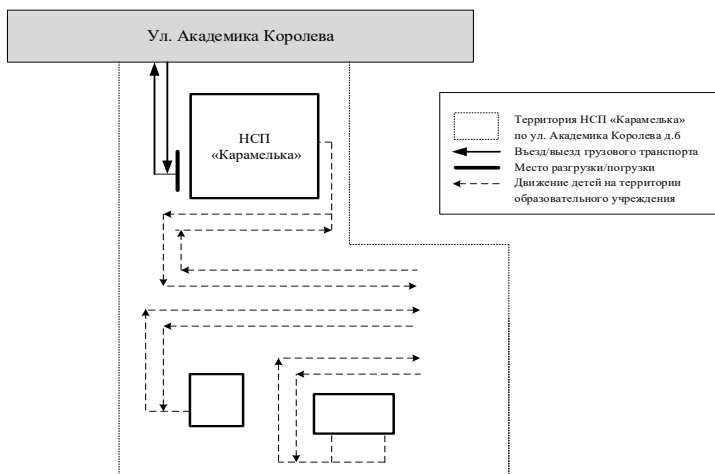 Ул. Академика Королева
НСП
«Карамелька»
Территория НСП «Карамелька»
по ул. Академика Королева д.6
Въезд/выезд грузового транспорта
Место разгрузки/погрузки
Движение детей на территории
образовательного учреждения